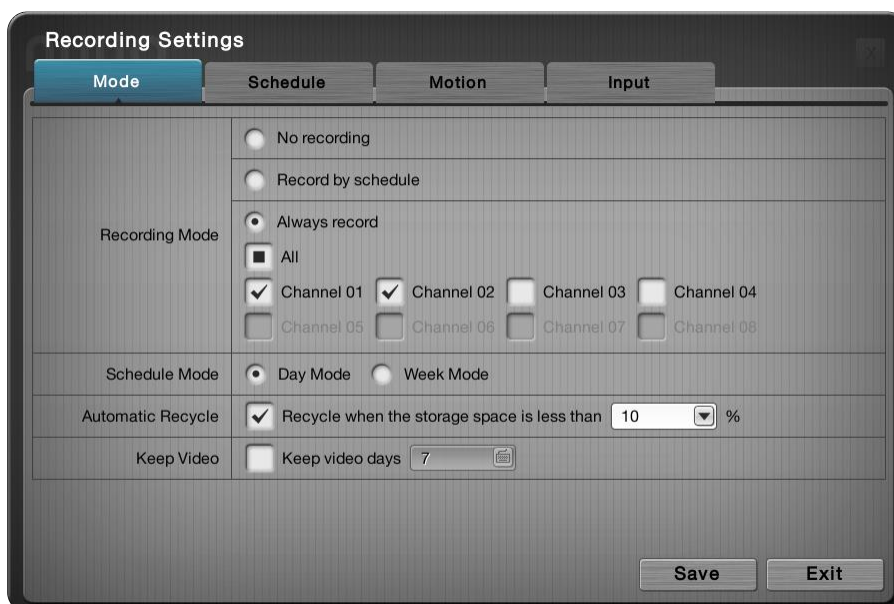 Recording Settings
Mode
Schedule
Motion
Input
Recording Mode
No recording
Record by schedule
Always record
All
Channel 01
Channel 02
Channel 03
Channel 04
Channel 05
Channel 06
Channel 07
Channel 08
Schedule Mode
Day Mode
Week Mode
Automatic Recycle
Recycle when the storage space is less than 10 %
Keep Video
Keep video days 7
Save
Exit